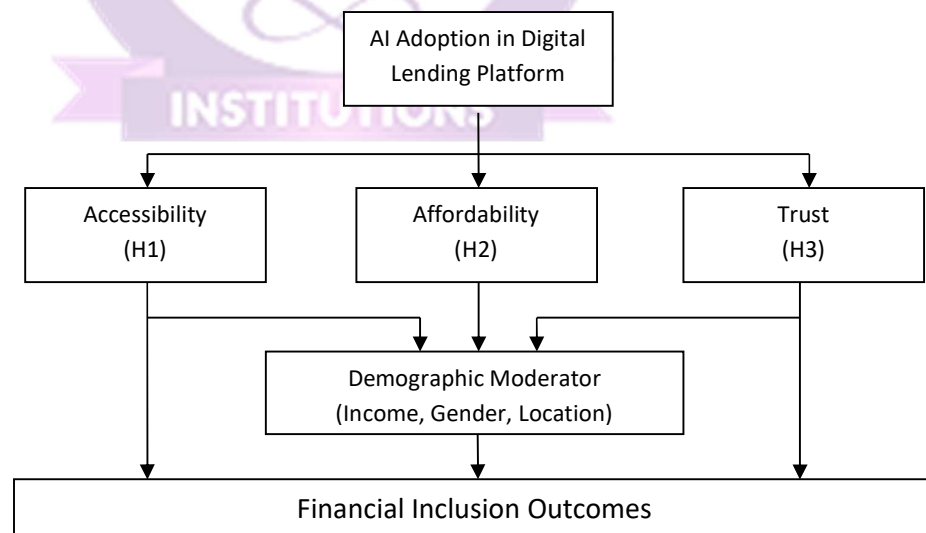 AI Adoption in Digital
Lending Platform
INSTITUTIONS
Accessibility
(H1)
Affordability
(H2)
Trust
(H3)
Demographic Moderator
(Income, Gender, Location)
Financial Inclusion Outcomes